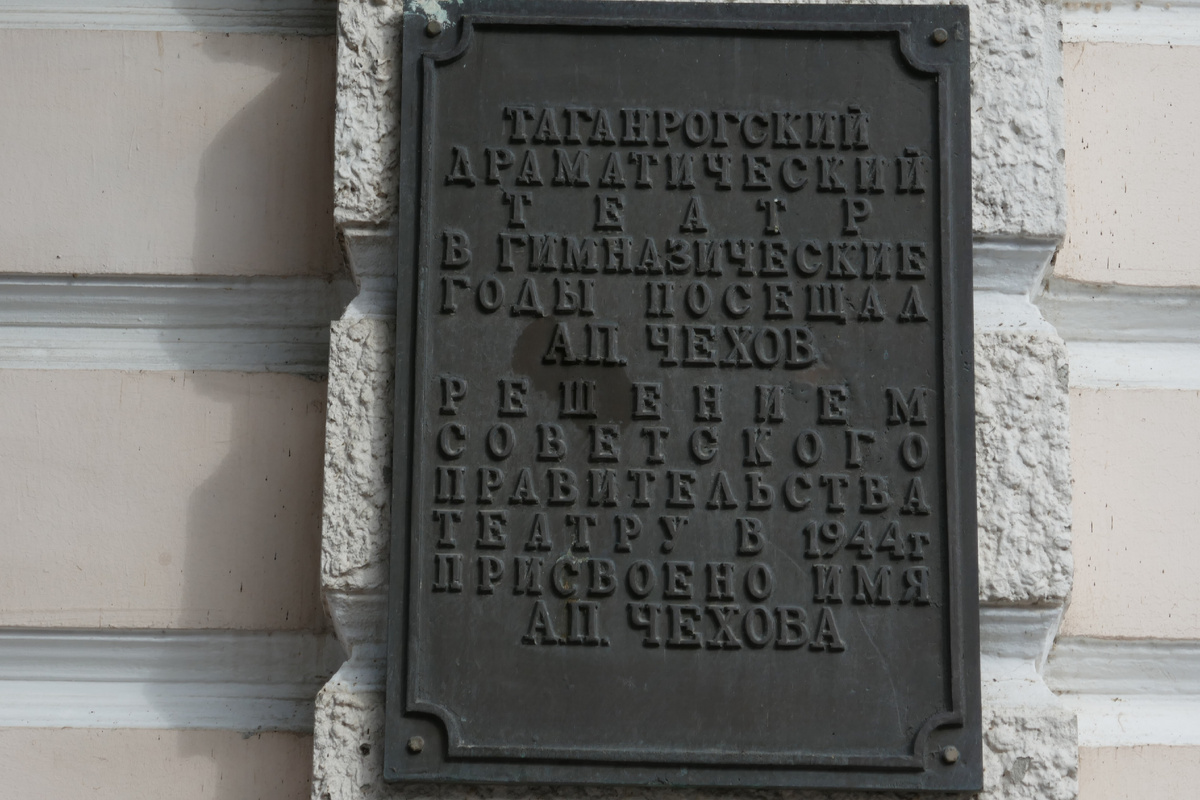 ТАГАНРОГСКИЙ
ДРАМАТИЧЕСКИЙ
ТЕАТР
В ГИМНАЗИЧЕСКИЕ
ГОДЫ ПОСЕЩАЛ
А.П. ЧЕХОВ
РЕШЕНИЕМ
СОВЕТСКОГО
ПРАВИТЕЛЬСТВА
ТЕАТРУ В 1944г
ПРИСВОЕНО ИМЯ
А.П. ЧЕХОВА